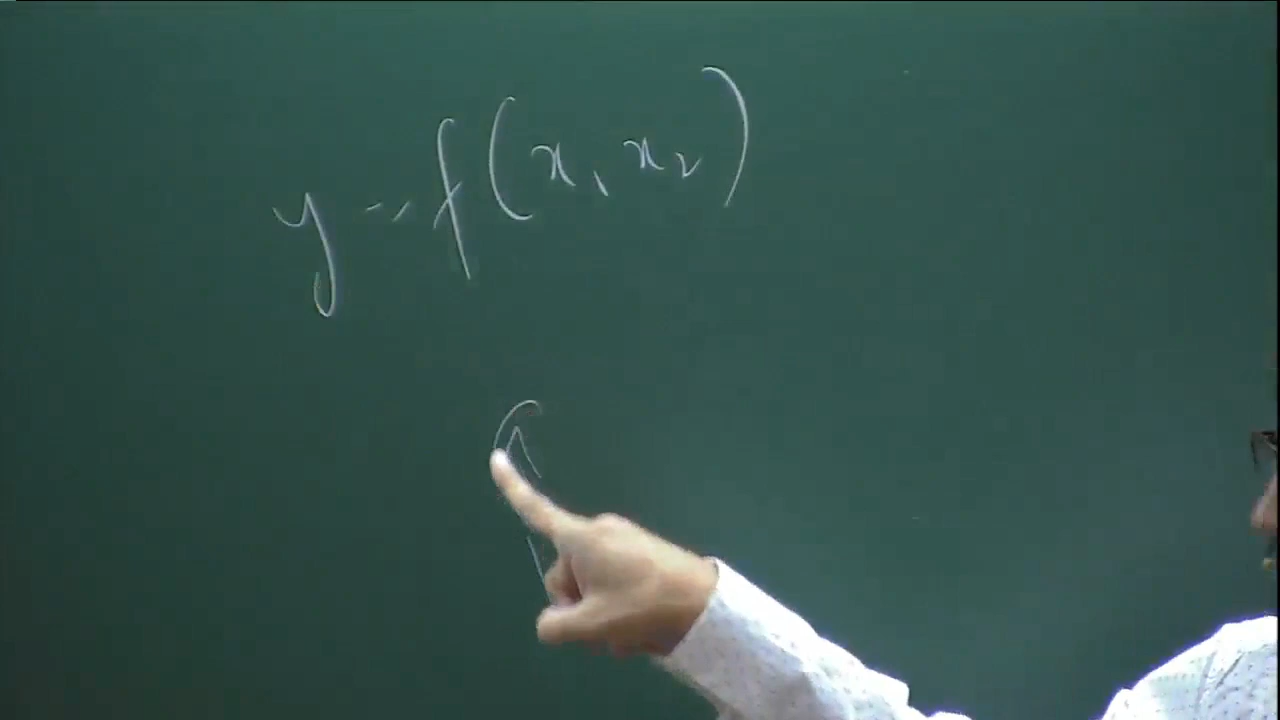 y = f(x₁ x₂)